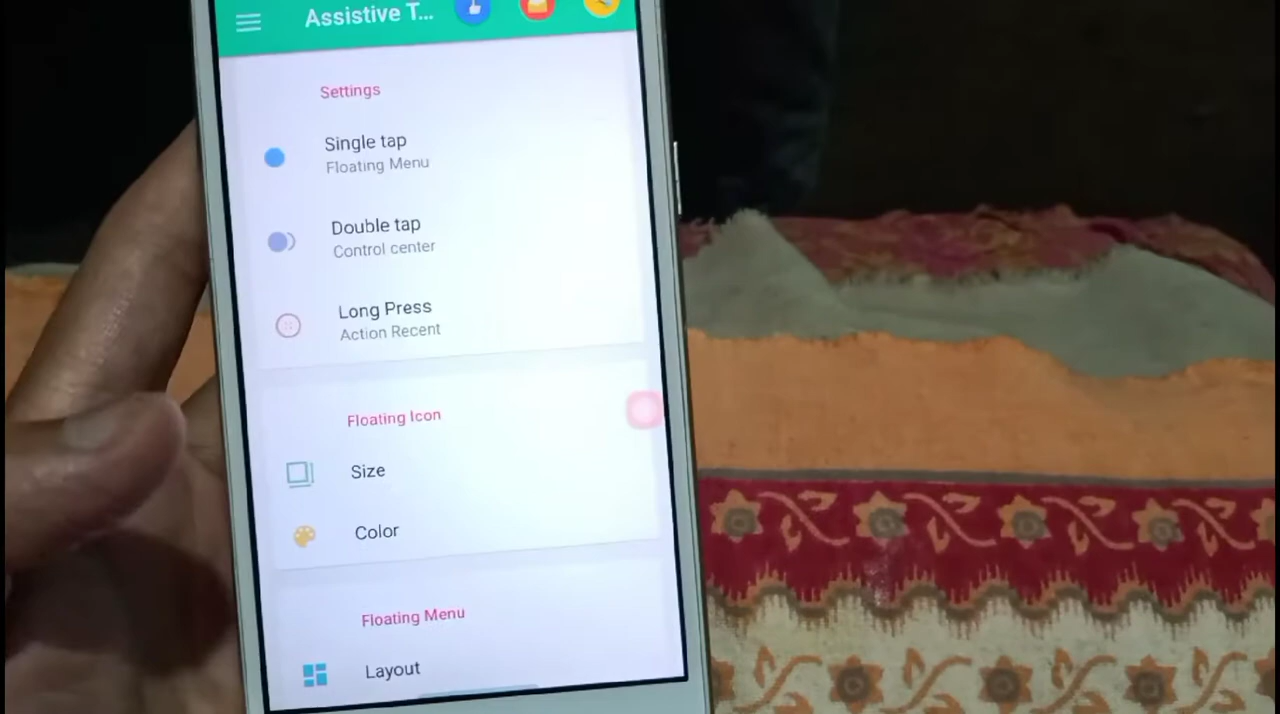 Assistive T...
Settings
Single tap
Floating Menu
Double tap
Control center
Long Press
Action Recent
Floating Icon
Size
Color
Floating Menu
Layout